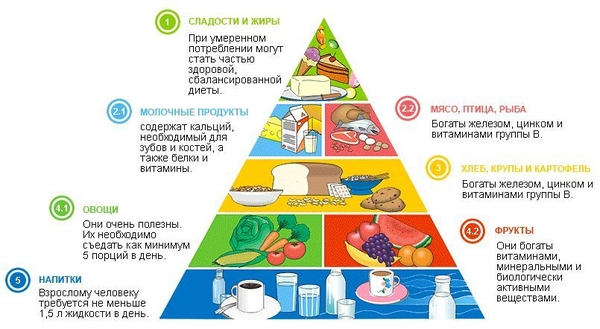 1 СЛАДОСТИ И ЖИРЫ
При умеренном
потреблении могут
стать частью
здоровой,
сбалансированной
диеты.
2.1 МОЛОЧНЫЕ ПРОДУКТЫ
содержат кальций,
необходимый для
зубов и костей, а
также белки и
витамины.
2.2 МЯСО, ПТИЦА, РЫБА
Богаты железом, цинком и
витаминами группы В.
3 ХЛЕБ, КРУПЫ И КАРТОФЕЛЬ
Богаты железом, цинком и
витаминами группы В.
4.1 ОВОЩИ
Они очень полезны.
Их необходимо
съедать как минимум
5 порций в день.
4.2 ФРУКТЫ
Они богаты
витаминами,
минеральными и
биологически
активными
веществами.
5 НАПИТКИ
Взрослому человеку
требуется не меньше
1,5 л жидкости в день.